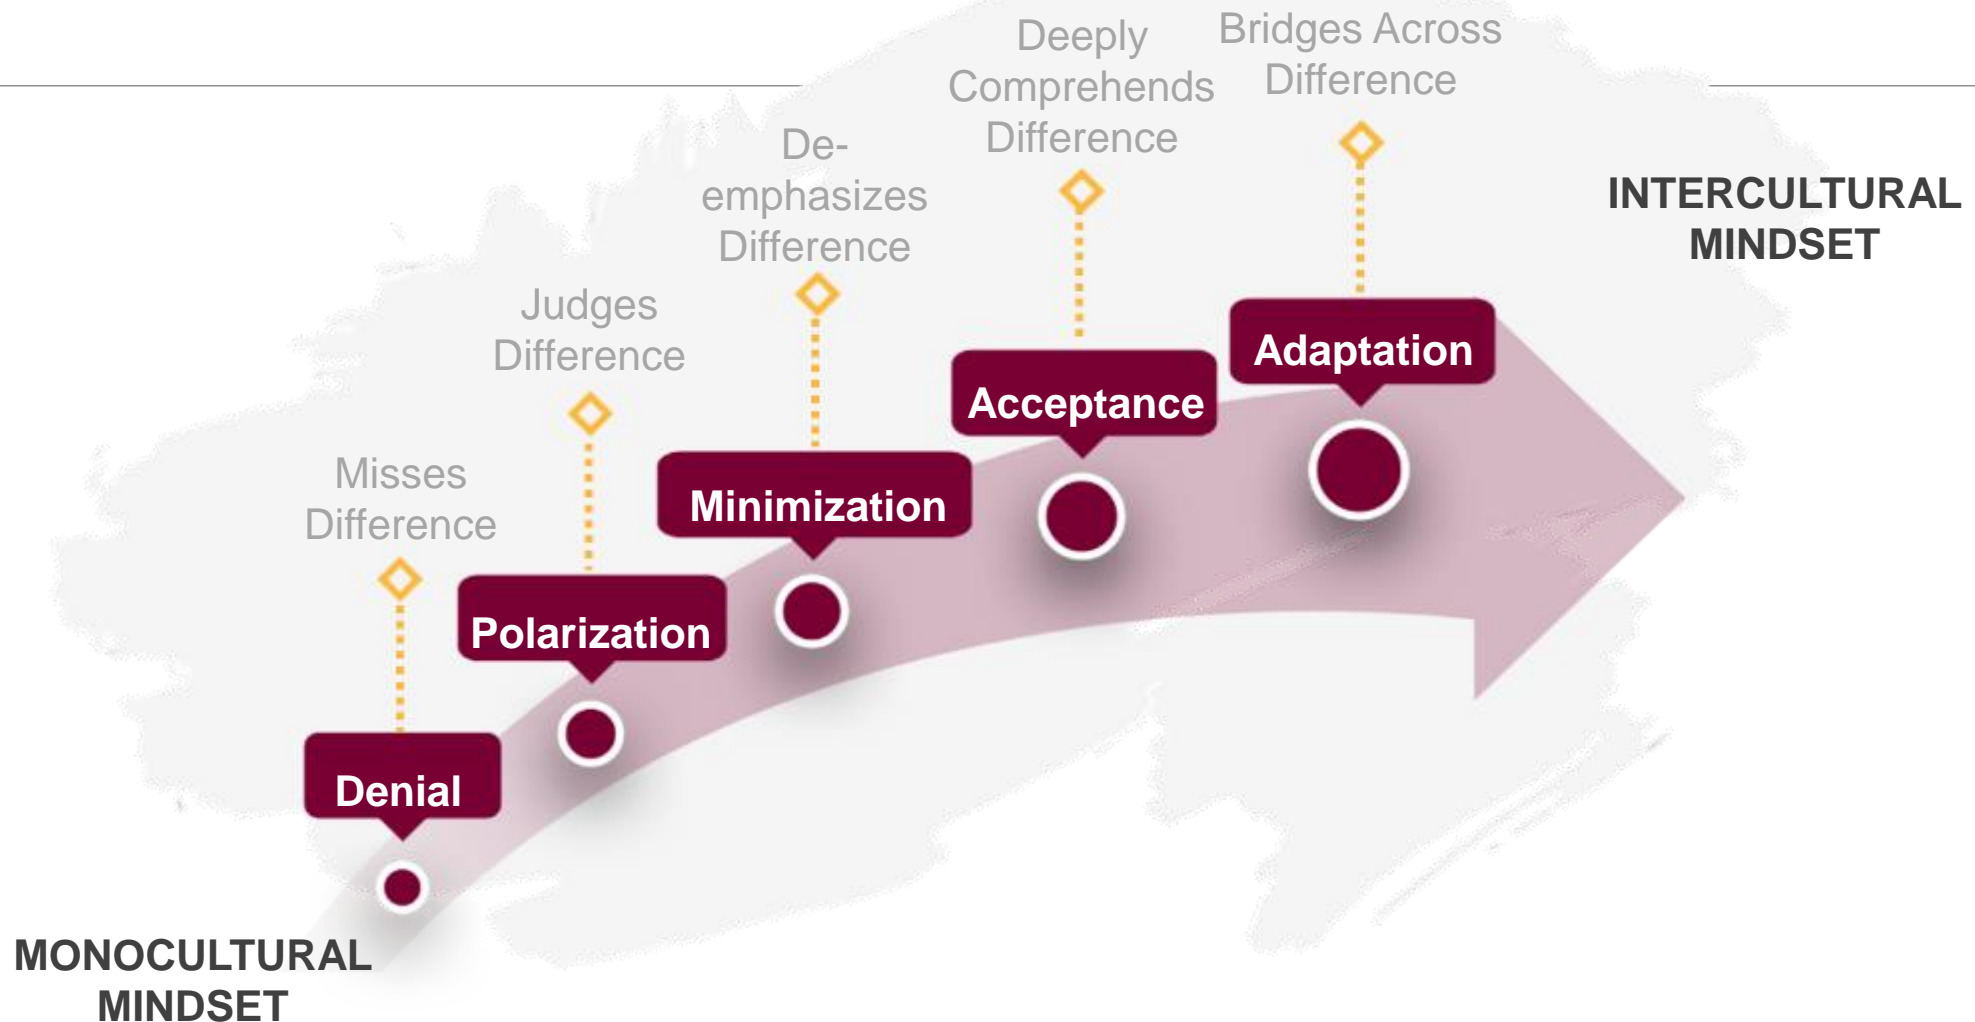 Deeply
Comprehends
Difference
Bridges Across
Difference
De-
emphasizes
Difference
INTERCULTURAL
MINDSET
Judges
Difference
Adaptation
Acceptance
Misses
Difference
Minimization
Polarization
Denial
MONOCULTURAL
MINDSET